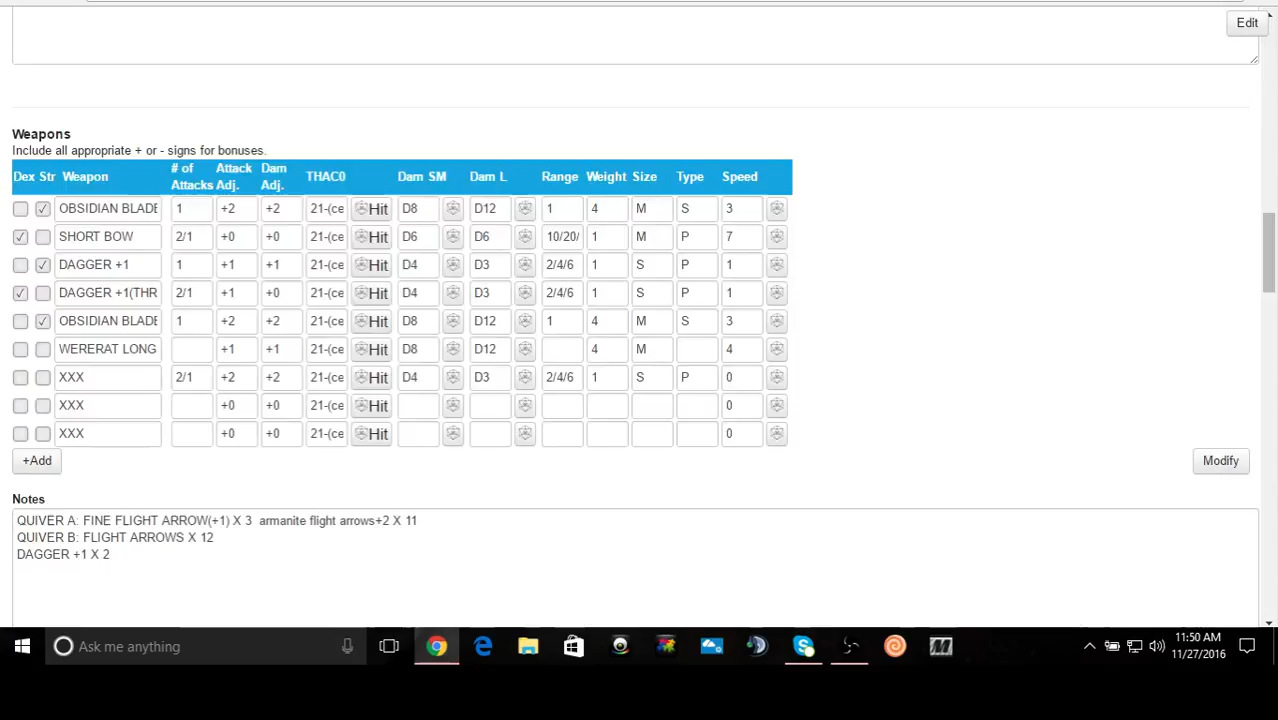 Edit
Weapons
Include all appropriate + or - signs for bonuses.
Dex Str Weapon # of Attacks Attack Adj. Dam Adj. THAC0 Dam SM Dam L Range Weight Size Type Speed
OBSIDIAN BLADE 1 +2 +2 21-(ce Hit D8 D12 1 4 M S 3
SHORT BOW 2/1 +0 +0 21-(ce Hit D6 D6 10/20/ 1 M P 7
DAGGER +1 1 +1 +1 21-(ce Hit D4 D3 2/4/6 1 S P 1
DAGGER +1(THR 2/1 +1 +0 21-(ce Hit D4 D3 2/4/6 1 S P 1
OBSIDIAN BLADE 1 +2 +2 21-(ce Hit D8 D12 1 4 M S 3
WERERAT LONG +1 +1 21-(ce Hit D8 D12 4 M 4
XXX 2/1 +2 +2 21-(ce Hit D4 D3 2/4/6 1 S P 0
XXX +0 +0 21-(ce Hit 0
XXX +0 +0 21-(ce Hit 0
+Add Modify
Notes
QUIVER A: FINE FLIGHT ARROW(+1) X 3 armanite flight arrows+2 X 11
QUIVER B: FLIGHT ARROWS X 12
DAGGER +1 X 2
Ask me anything
11:50 AM
11/27/2016